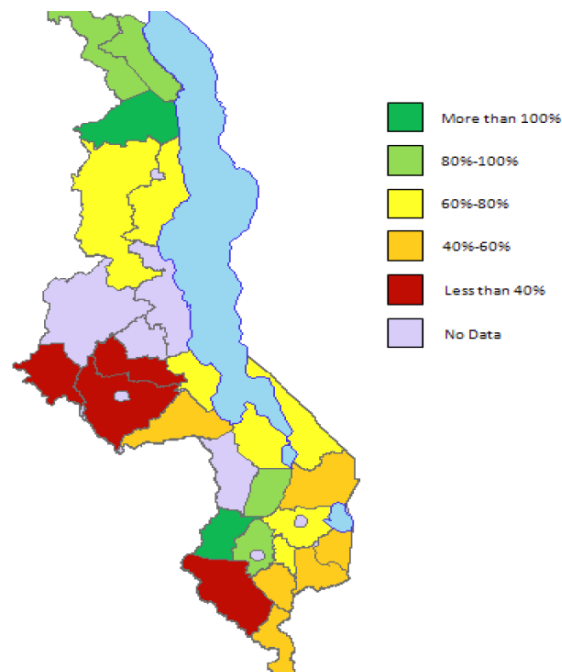 More than 100%
80%-100%
60%-80%
40%-60%
Less than 40%
No Data